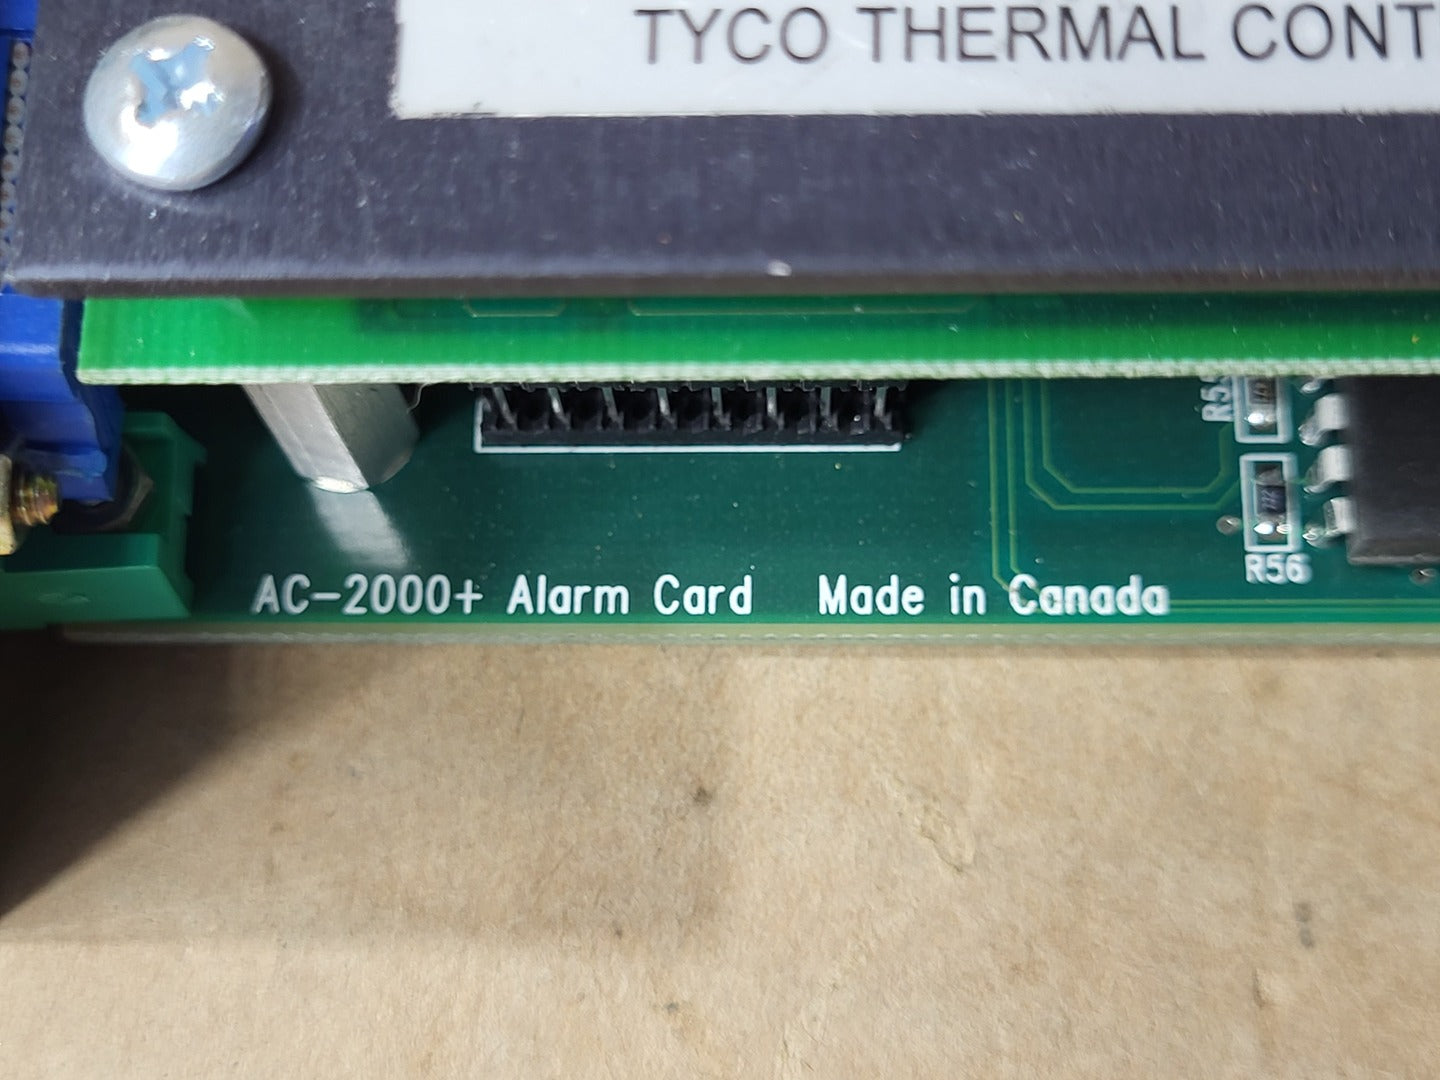 TYCO THERMAL CONT
R56
AC-2000+ Alarm Card Made in Canada